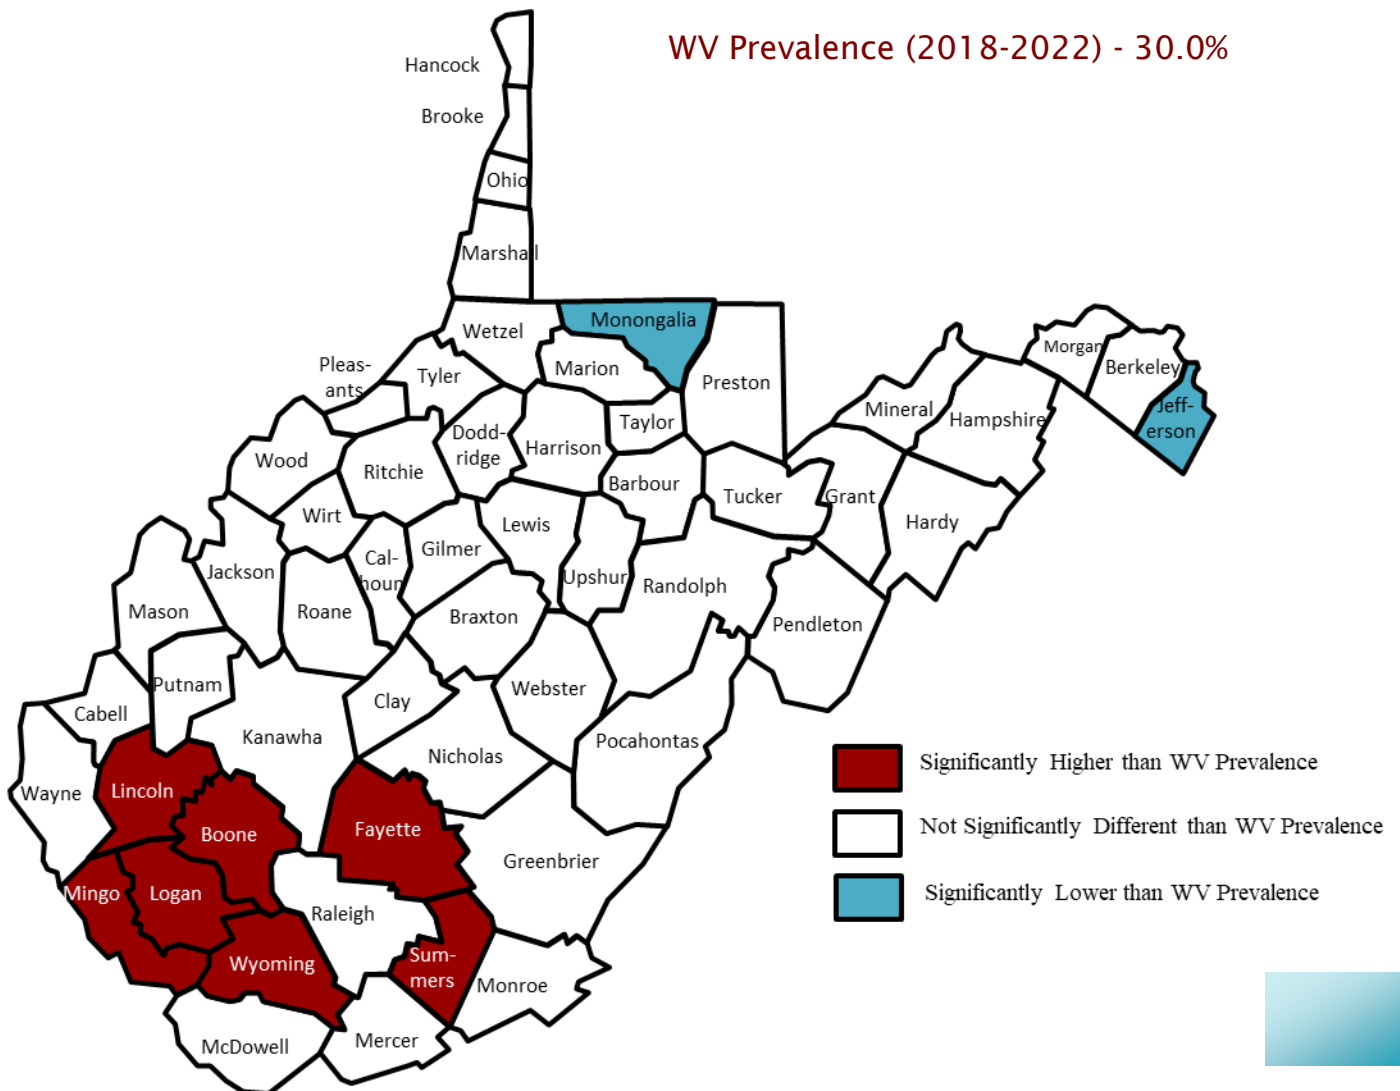 WV Prevalence (2018-2022) - 30.0%
Hancock
Brooke
Ohio
Marshall
Wetzel
Monongalia
Marion
Preston
Pleas-
ants
Tyler
Morgan
Berkeley
Jeff-
erson
Mineral
Hampshire
Wood
Ritchie
Dodd-
ridge
Harrison
Taylor
Barbour
Tucker
Grant
Hardy
Wirt
Lewis
Gilmer
Cal-
houn
Jackson
Roane
Mason
Upshur
Randolph
Braxton
Pendleton
Putnam
Cabell
Clay
Webster
Kanawha
Nicholas
Pocahontas
Wayne
Lincoln
Boone
Fayette
Greenbrier
Mingo
Logan
Raleigh
Wyoming
Sum-
mers
Monroe
McDowell
Mercer
Significantly Higher than WV Prevalence
Not Significantly Different than WV Prevalence
Significantly Lower than WV Prevalence